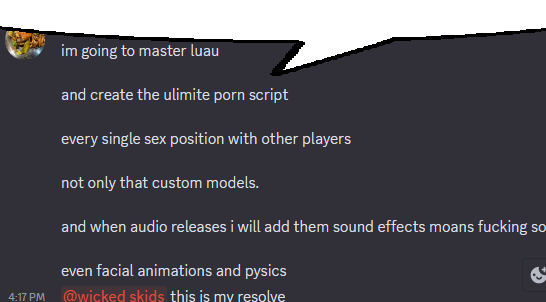 im going to master luau
and create the ulimite porn script
every single sex position with other players
not only that custom models.
and when audio releases i will add them sound effects moans fucking so
even facial animations and pysics
4:17 PM @wicked skids this is my resolve